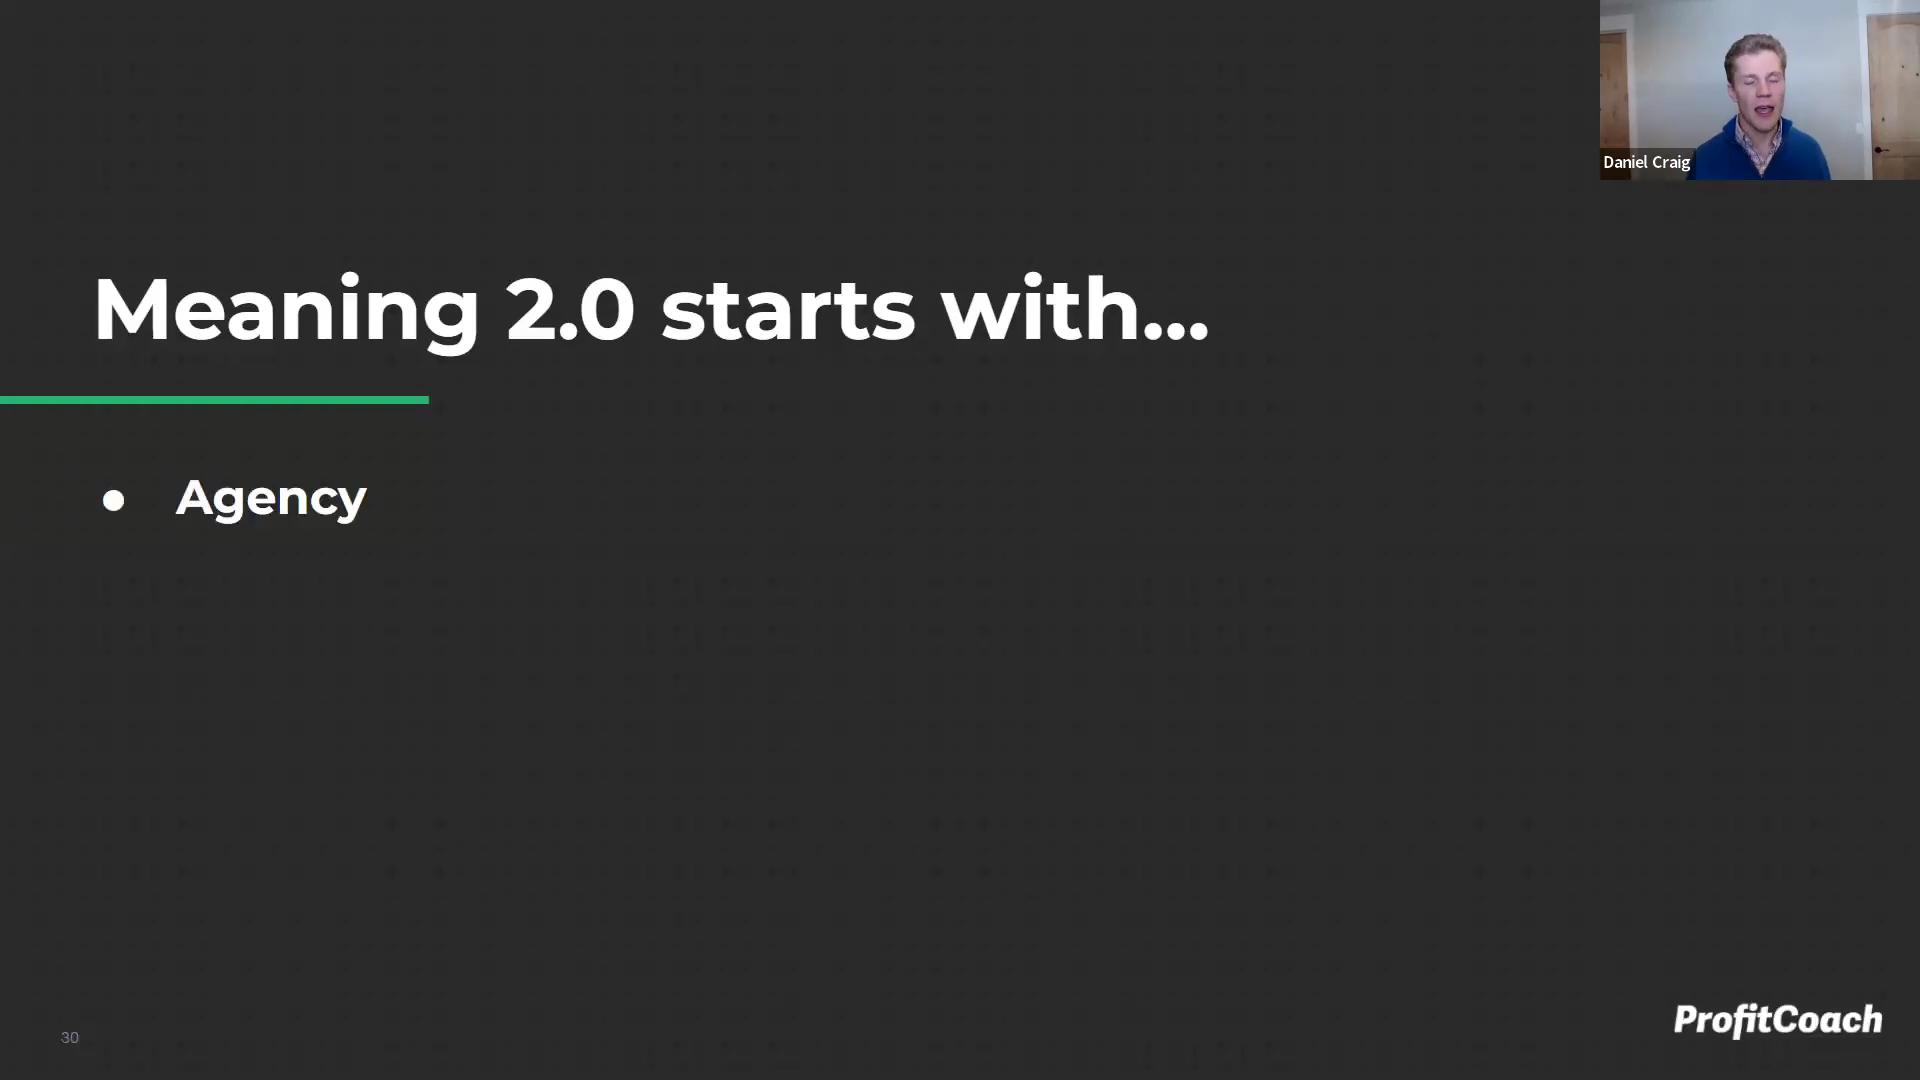 Daniel Craig
Meaning 2.0 starts with...
● Agency
30
ProfitCoach